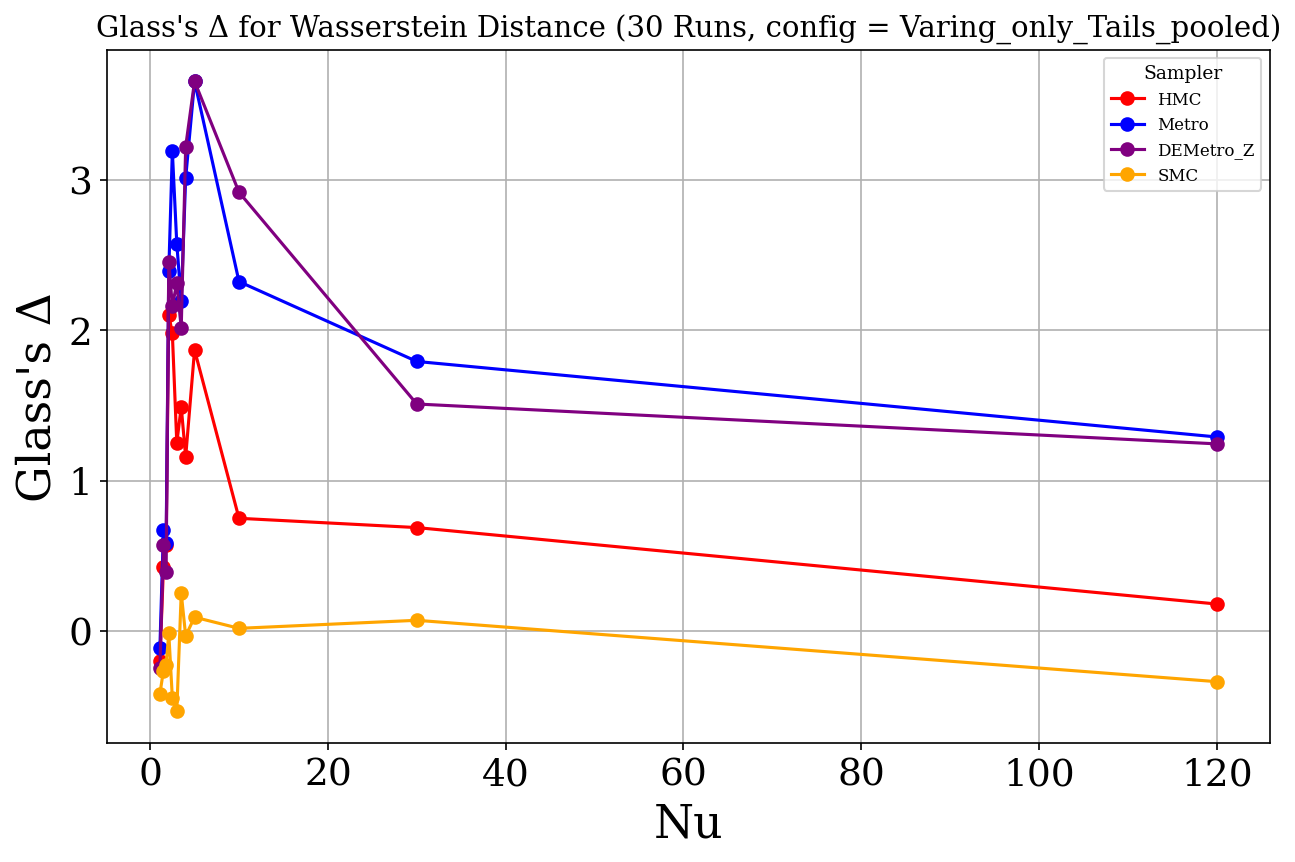 Glass's Δ for Wasserstein Distance (30 Runs, config = Varing_only_Tails_pooled)
Sampler
HMC
Metro
DEMetro_Z
SMC
Glass's Δ
3
2
1
0
0 20 40 60 80 100 120
Nu